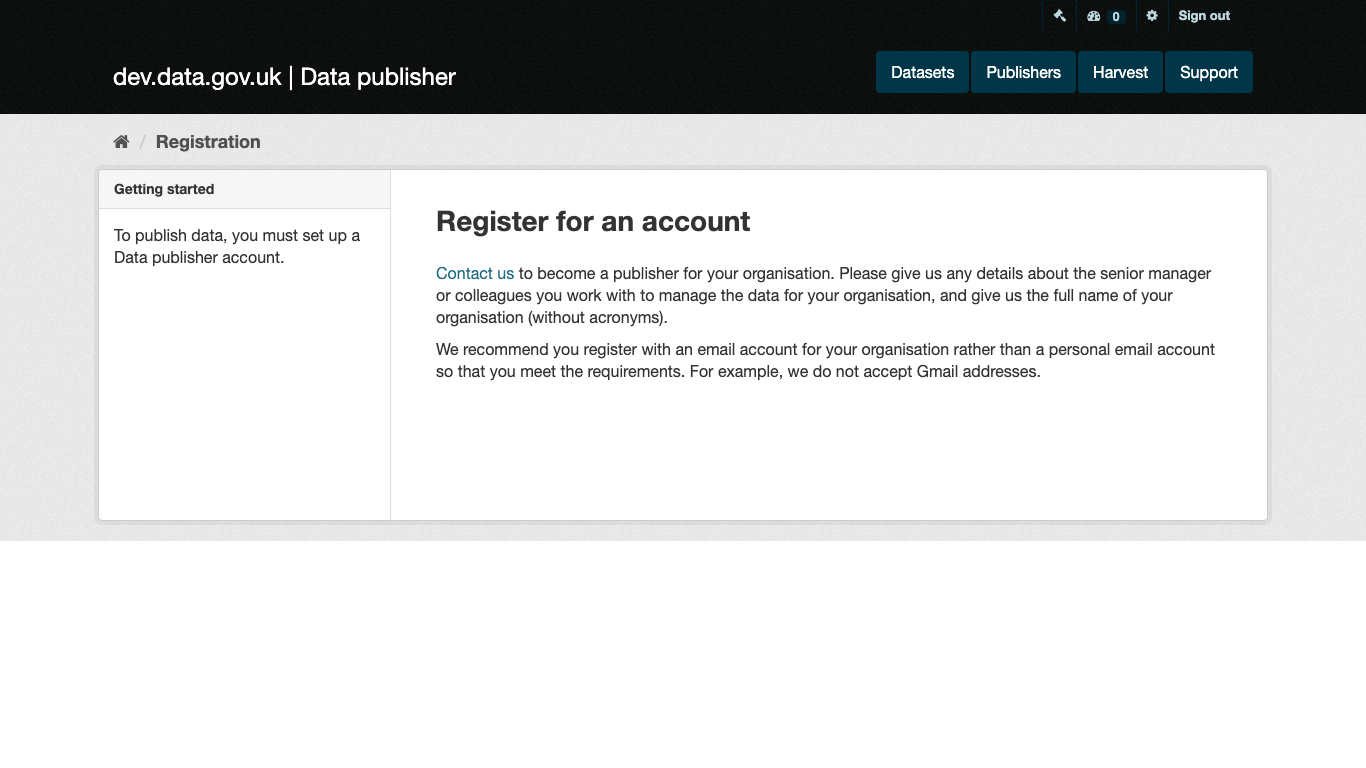 0
Sign out
dev.data.gov.uk | Data publisher
Datasets
Publishers
Harvest
Support
/ Registration
Getting started
To publish data, you must set up a
Data publisher account.
Register for an account
Contact us to become a publisher for your organisation. Please give us any details about the senior manager
or colleagues you work with to manage the data for your organisation, and give us the full name of your
organisation (without acronyms).
We recommend you register with an email account for your organisation rather than a personal email account
so that you meet the requirements. For example, we do not accept Gmail addresses.